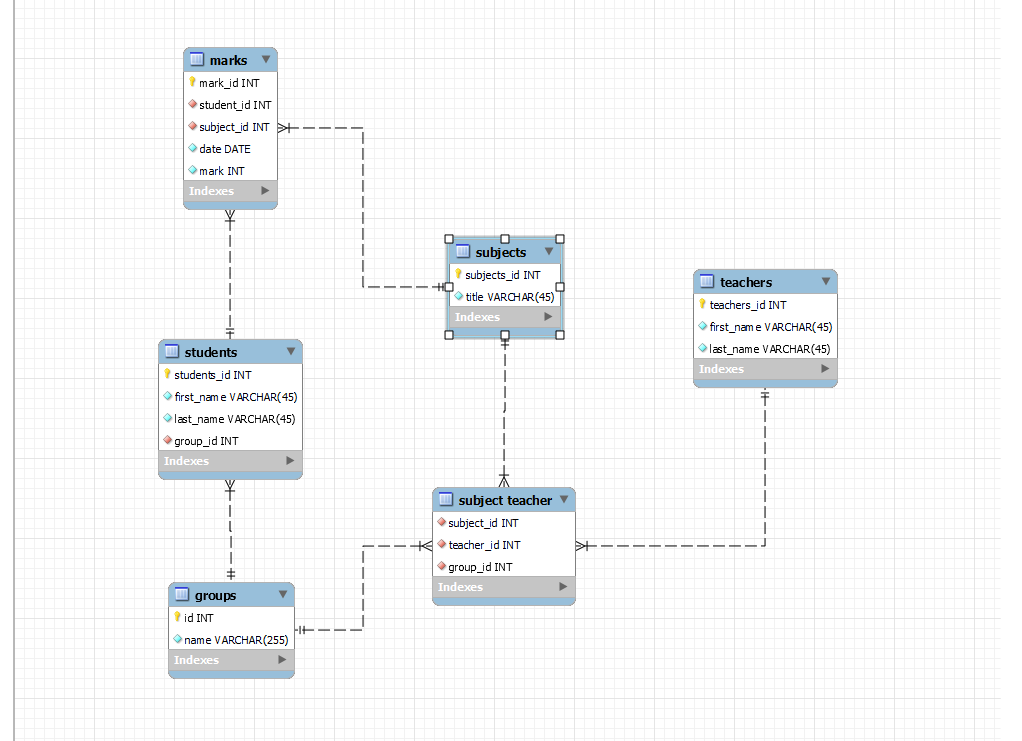 marks
mark_id INT
student_id INT
subject_id INT
date DATE
mark INT
Indexes
subjects
subjects_id INT
title VARCHAR(45)
Indexes
teachers
teachers_id INT
first_name VARCHAR(45)
last_name VARCHAR(45)
Indexes
students
students_id INT
first_name VARCHAR(45)
last_name VARCHAR(45)
group_id INT
Indexes
subject teacher
subject_id INT
teacher_id INT
group_id INT
Indexes
groups
id INT
name VARCHAR(255)
Indexes